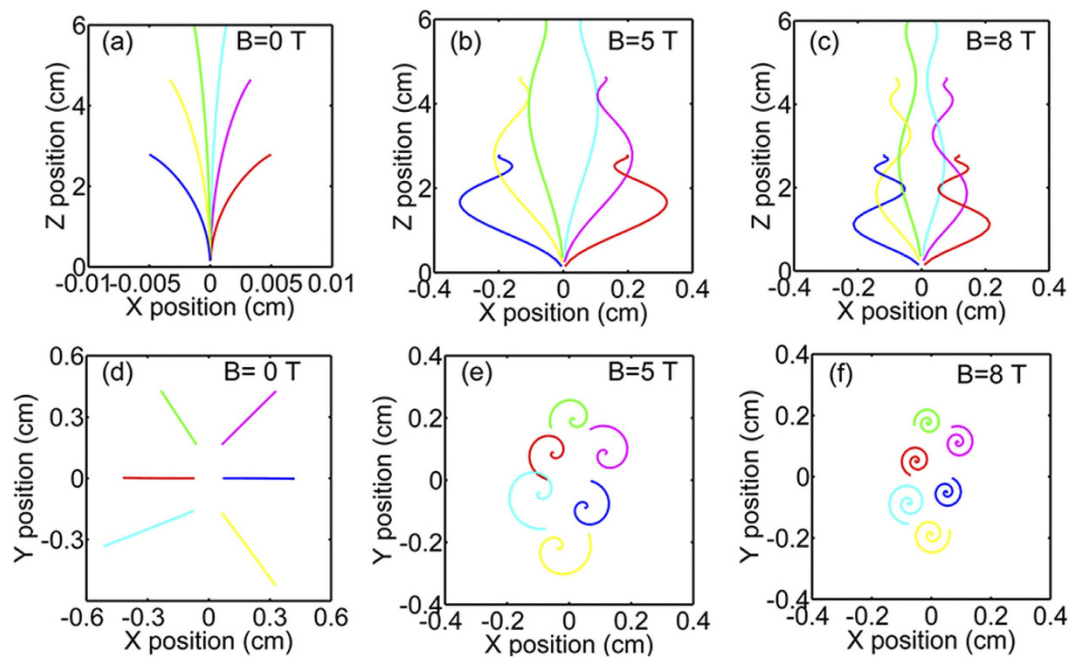 (a) B=0 T
6
4
2
0
Z position (cm)
-0.01 -0.005 0 0.005 0.01
X position (cm)
(b) B=5 T
6
4
2
0
Z position (cm)
-0.4 -0.2 0 0.2 0.4
X position (cm)
(c) B=8 T
6
4
2
0
Z position (cm)
-0.4 -0.2 0 0.2 0.4
X position (cm)
(d) B= 0 T
0.6
0.3
0
-0.3
Y position (cm)
-0.6 -0.3 0 0.3 0.6
X position (cm)
(e) B=5 T
0.4
0.2
0
-0.2
-0.4
Y position (cm)
-0.4 -0.2 0 0.2 0.4
X position (cm)
(f) B=8 T
0.4
0.2
0
-0.2
-0.4
Y position (cm)
-0.4 -0.2 0 0.2 0.4
X position (cm)